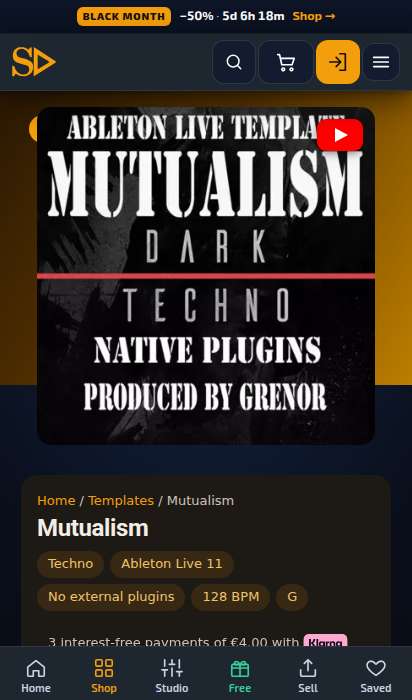 BLACK MONTH −50% · 5d 6h 18m Shop →
SD
ABLETON LIVE TEMPLATE
MUTUALISM
DARK
TECHNO
NATIVE PLUGINS
PRODUCED BY GRENOR
Home / Templates / Mutualism
Mutualism
Techno Ableton Live 11
No external plugins 128 BPM G
3 interest-free payments of €4.00 with Klarna
Home Shop Studio Free Sell Saved